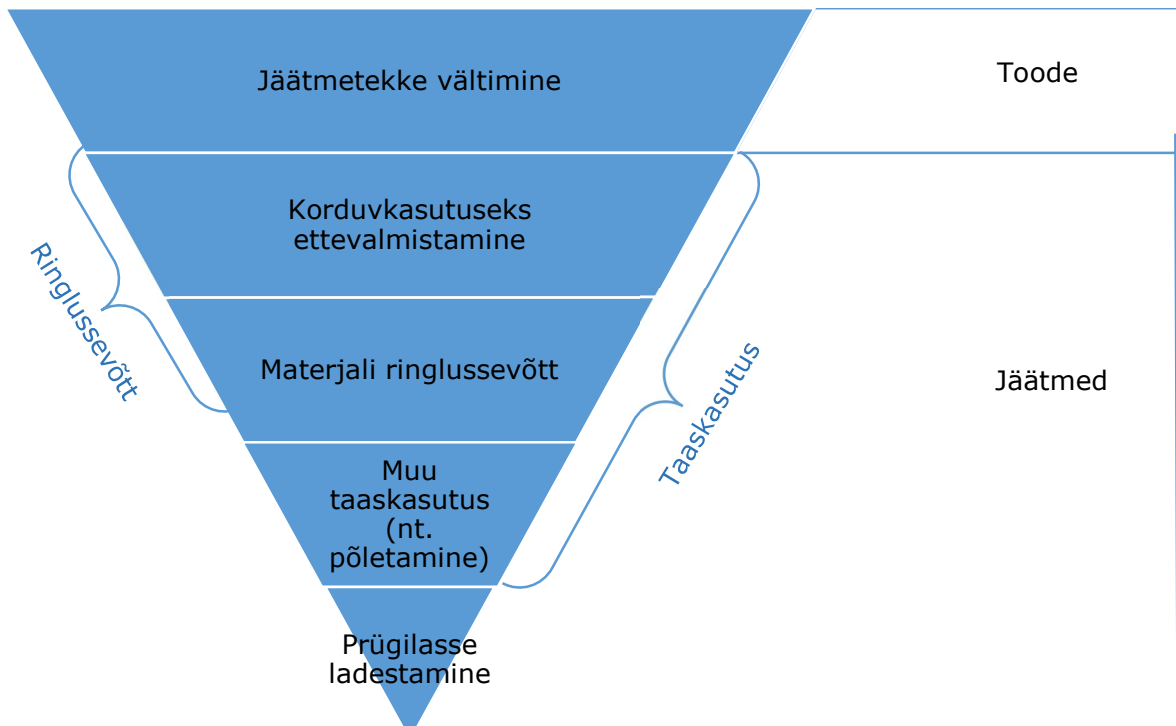 Jäätmetekke vältimine
Toode
Korduvkasutuseks
ettevalmistamine
Ringlussevõtt
Materjali ringlussevõtt
Taaskasutus
Jäätmed
Muu
taaskasutus
(nt.
põletamine)
Prügilasse
ladestamine